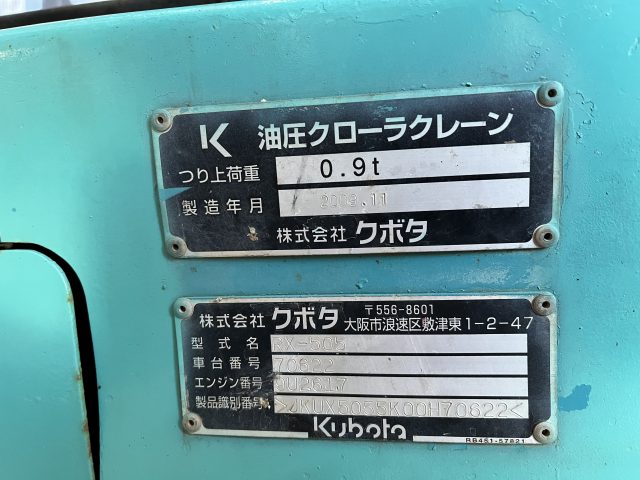 K 油圧クローラクレーン
つり上荷重 0.9t
製造年月 2009.11
株式会社 クボタ
株式会社 クボタ 〒556-8601
大阪市浪速区敷津東1-2-47
型式名 RX-505
車台番号 70822
エンジン番号
製品識別番号
Kubota
RB451-57821